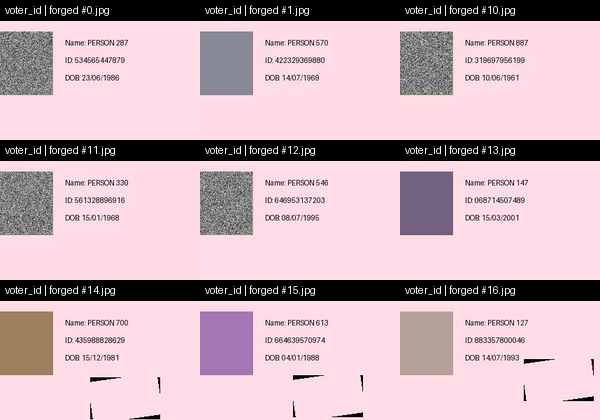 voter_id | forged #0.jpg
Name: PERSON 287
ID: 534565447879
DOB: 23/06/1986
voter_id | forged #1.jpg
Name: PERSON 570
ID: 422329369880
DOB: 14/07/1969
voter_id | forged #10.jpg
Name: PERSON 887
ID: 319697956199
DOB: 10/06/1961
voter_id | forged #11.jpg
Name: PERSON 330
ID: 561328896916
DOB: 15/01/1968
voter_id | forged #12.jpg
Name: PERSON 546
ID: 646953137203
DOB: 08/07/1995
voter_id | forged #13.jpg
Name: PERSON 147
ID: 068714507489
DOB: 15/03/2001
voter_id | forged #14.jpg
Name: PERSON 700
ID: 435988828629
DOB: 15/12/1981
voter_id | forged #15.jpg
Name: PERSON 613
ID: 664639570974
DOB: 04/01/1988
voter_id | forged #16.jpg
Name: PERSON 127
ID: 883357800046
DOB: 14/07/1993